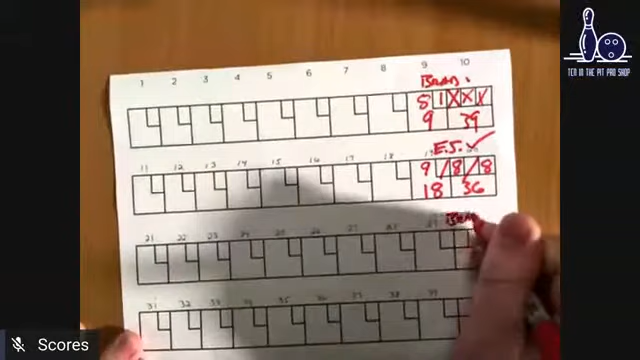 TEN IN THE PIT PRO SHOP
1 2 3 4 5 6 7 8 9 10
BRAD.
8 1 X X X
9 39
E.J. ✓
11 12 13 14 15 16 17 18
9 / 8 / 8
18 36
21 22 23 24 25 26 27
31 32 33 34 35 36 37 38 39
Scores